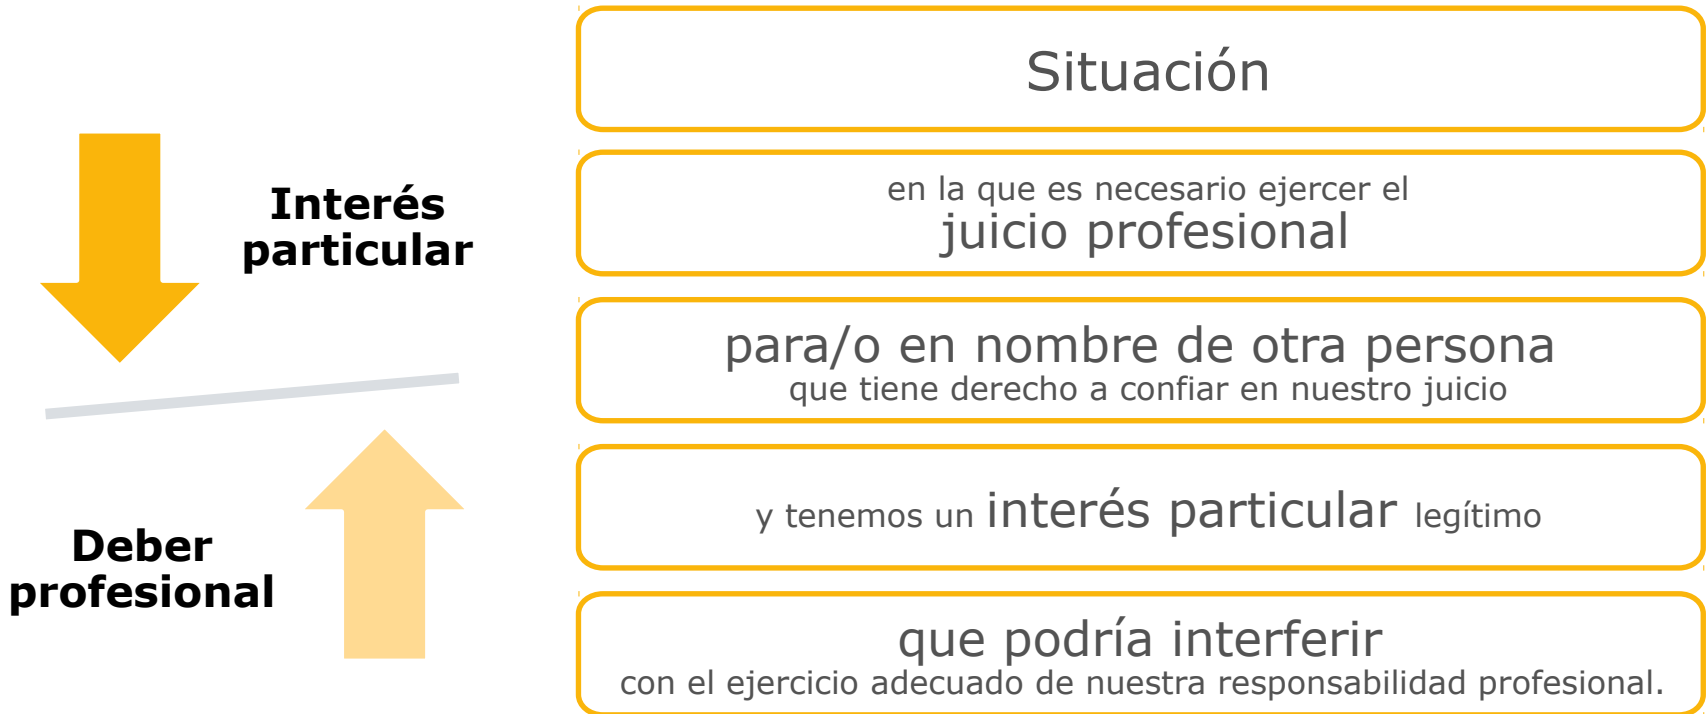 Interés
particular
Deber
profesional
Situación
en la que es necesario ejercer el
juicio profesional
para/o en nombre de otra persona
que tiene derecho a confiar en nuestro juicio
y tenemos un interés particular legítimo
que podría interferir
con el ejercicio adecuado de nuestra responsabilidad profesional.